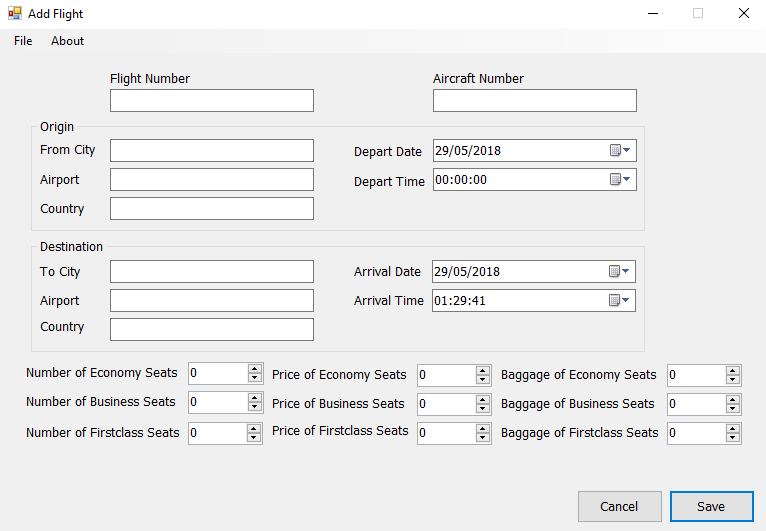 Add Flight
File About
Flight Number Aircraft Number
Origin
From City Depart Date 29/05/2018
Airport Depart Time 00:00:00
Country
Destination
To City Arrival Date 29/05/2018
Airport Arrival Time 01:29:41
Country
Number of Economy Seats 0 Price of Economy Seats 0 Baggage of Economy Seats 0
Number of Business Seats 0 Price of Business Seats 0 Baggage of Business Seats 0
Number of Firstclass Seats 0 Price of Firstclass Seats 0 Baggage of Firstclass Seats 0
Cancel Save